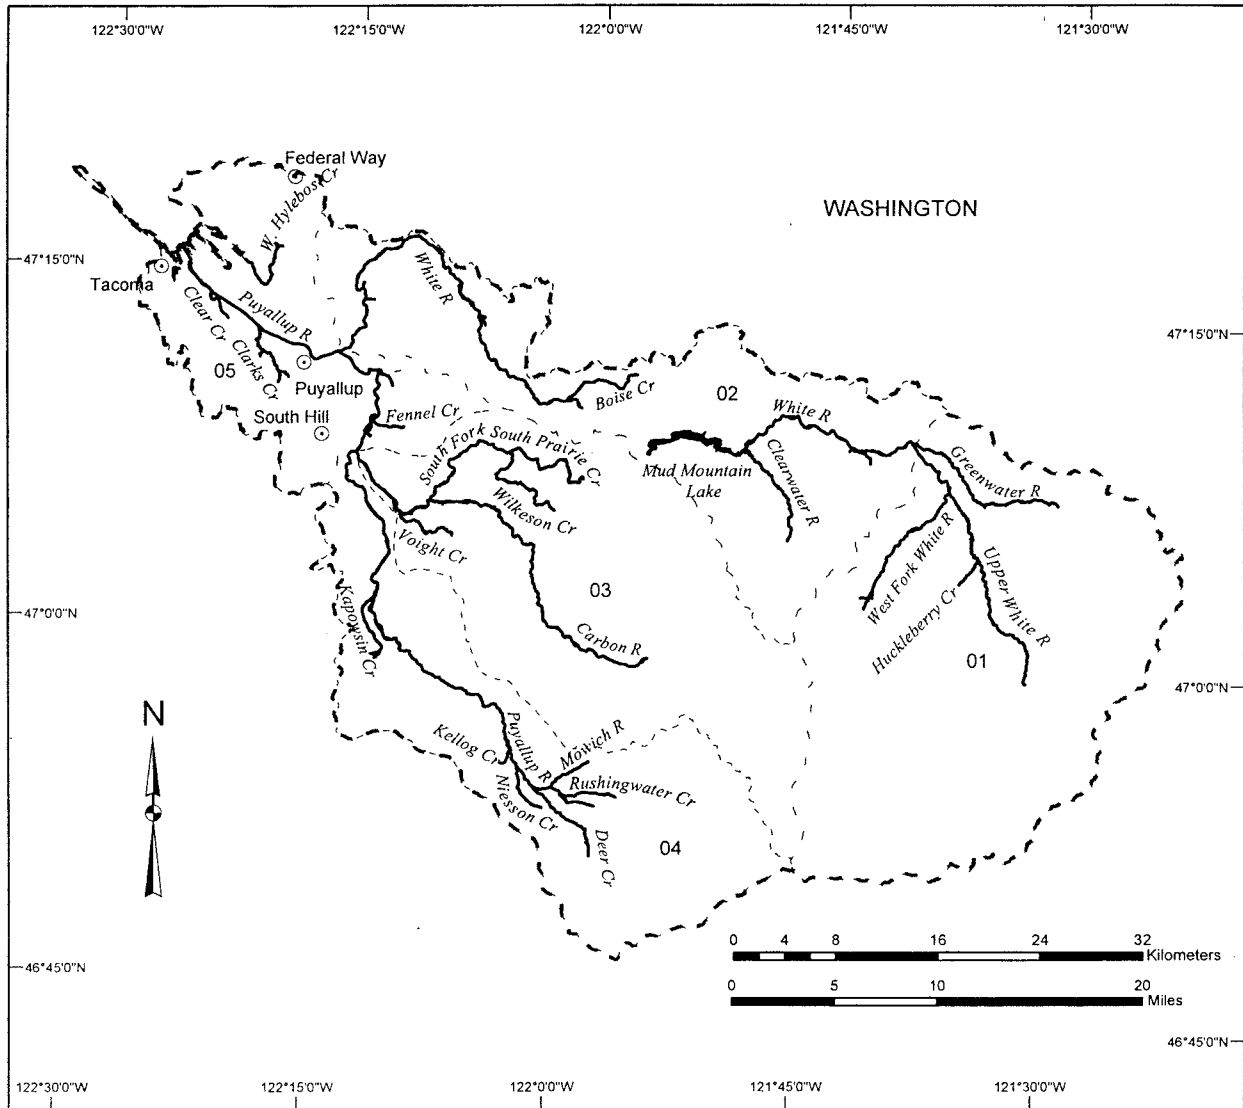 122°30'0"W
122°15'0"W
122°0'0"W
121°45'0"W
121°30'0"W
Federal Way
W. Hylebos Cr
WASHINGTON
47°15'0"N
Tacoma
White R
Clear Cr
Puyallup R
47°15'0"N
Clarks Cr
05
Puyallup
Boise Cr
02
South Hill
Fennel Cr
White R
South Fork South Prairie Cr
Mud Mountain
Lake
Clearwater R
Greenwater R
Wilkeson Cr
Voight Cr
West Fork White R
Upper White R
47°0'0"N
Kapowsin Cr
03
Huckleberry Cr
Carbon R
01
47°0'0"N
N
Kellog Cr
Puyallup R
Mowich R
Rushingwater Cr
Niesson Cr
Deer Cr
04
0 4 8 16 24 32
Kilometers
46°45'0"N
0 5 10 20
Miles
46°45'0"N
122°30'0"W
122°15'0"W
122°0'0"W
121°45'0"W
121°30'0"W